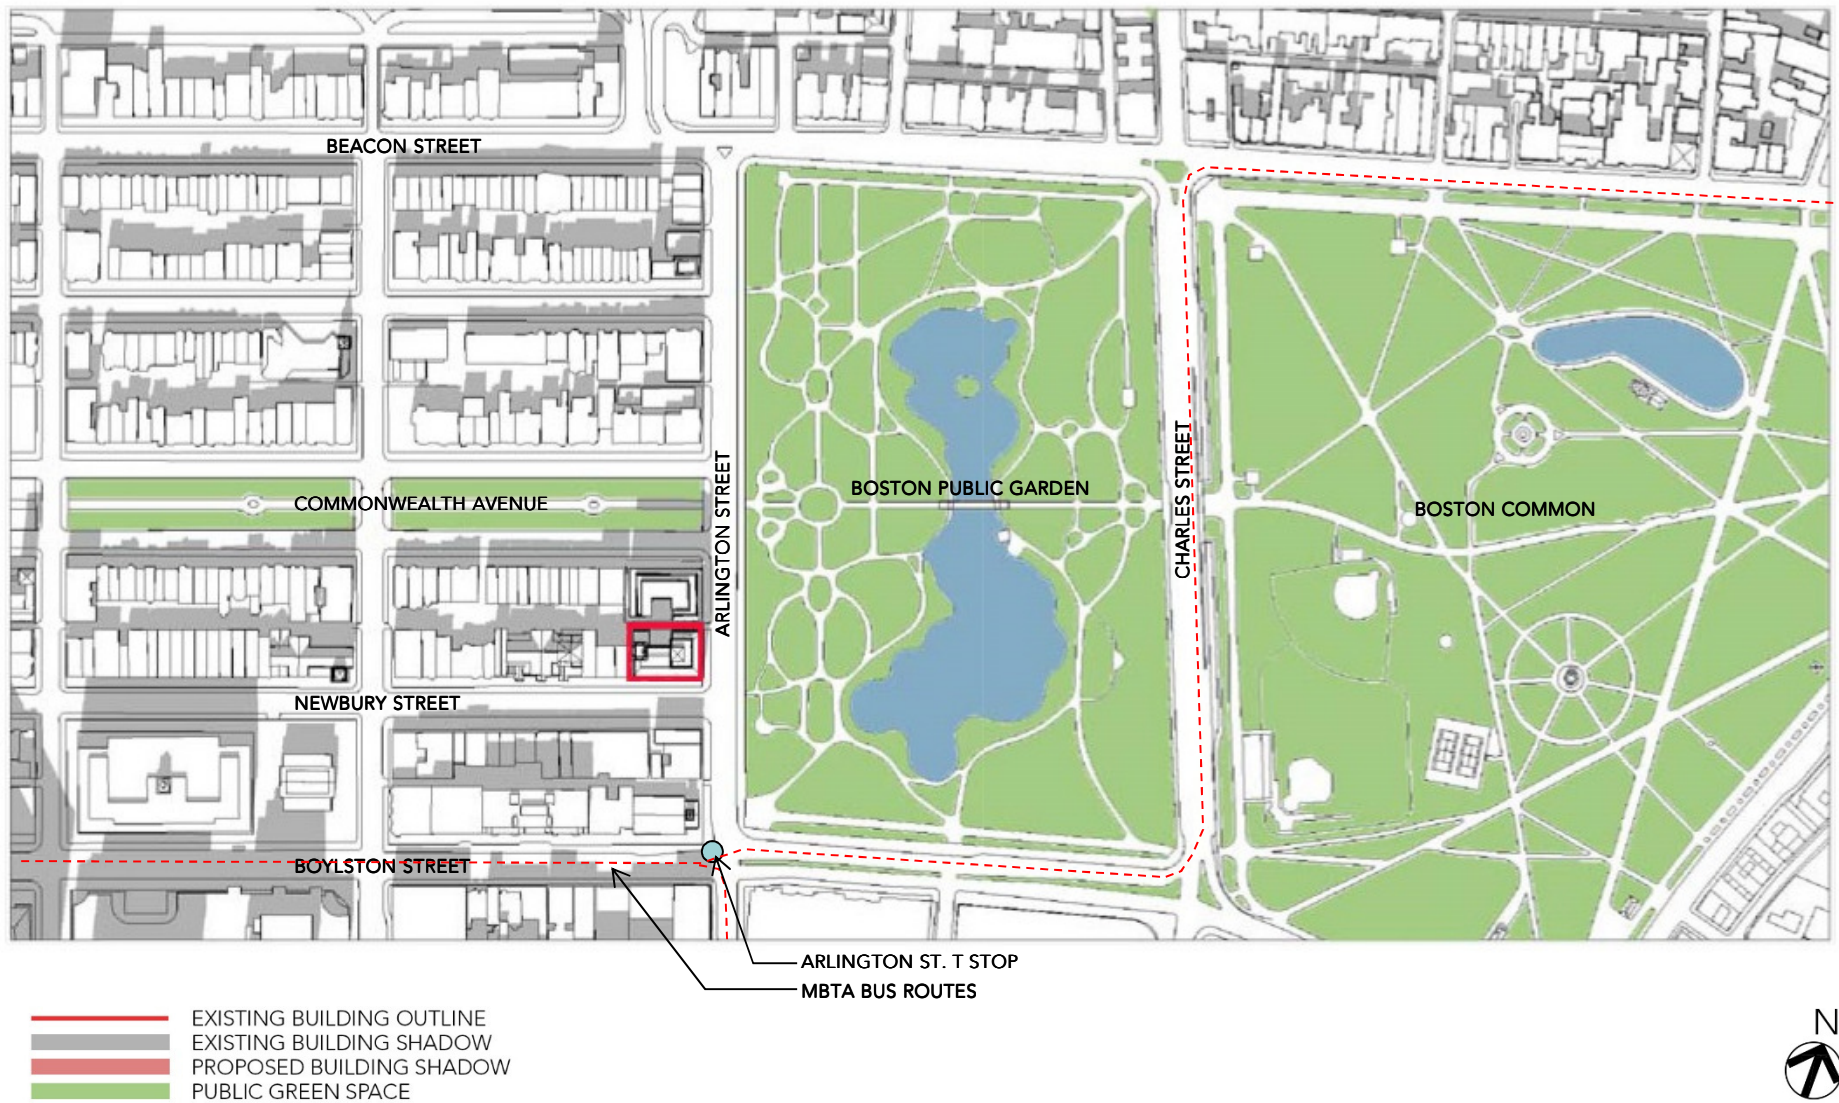 BEACON STREET
COMMONWEALTH AVENUE
ARLINGTON STREET
BOSTON PUBLIC GARDEN
CHARLES STREET
BOSTON COMMON
NEWBURY STREET
BOYLSTON STREET
ARLINGTON ST. T STOP
MBTA BUS ROUTES
EXISTING BUILDING OUTLINE
EXISTING BUILDING SHADOW
PROPOSED BUILDING SHADOW
PUBLIC GREEN SPACE
N